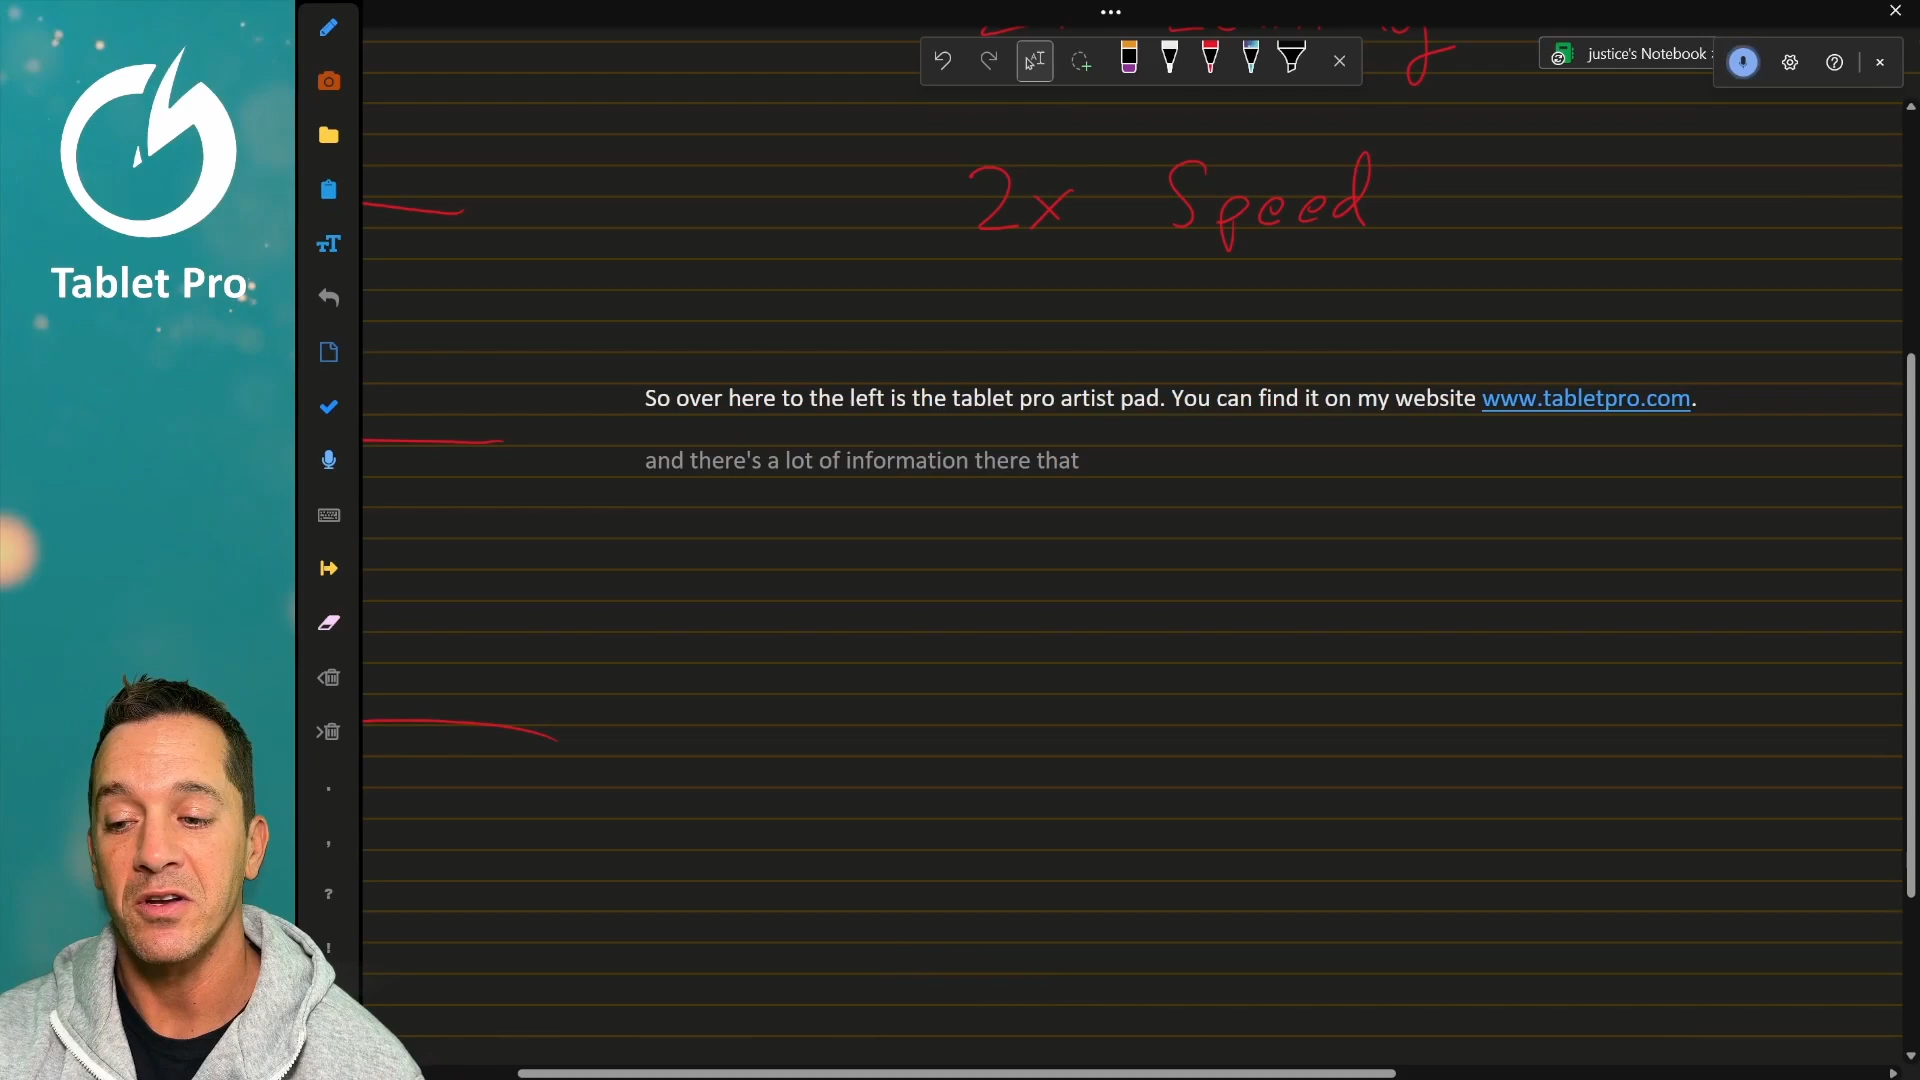 Tablet Pro
justice's Notebook
2x Speed
So over here to the left is the tablet pro artist pad. You can find it on my website www.tabletpro.com.
and there's a lot of information there that